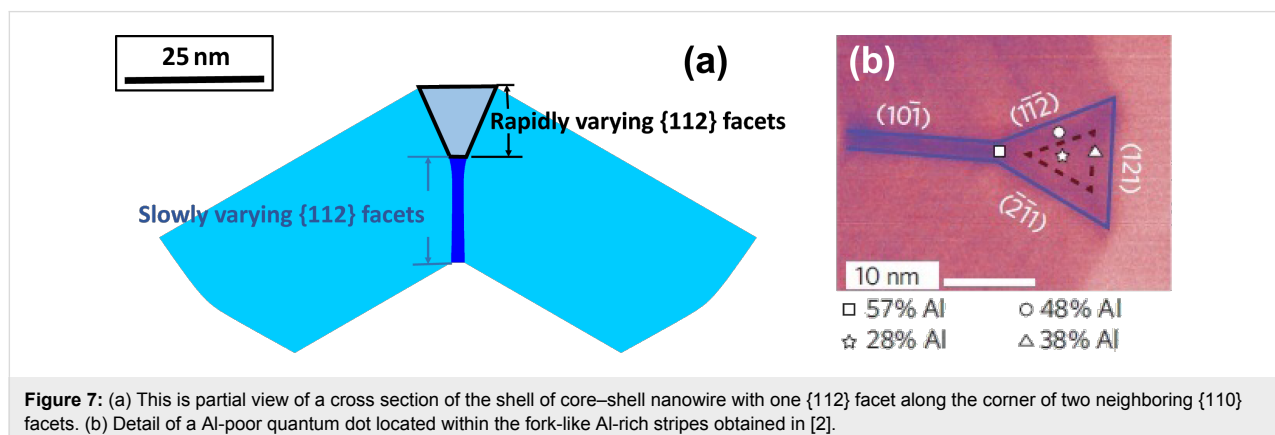 25 nm
(a)
Rapidly varying {112} facets
Slowly varying {112} facets
(b)
(101̅)
(11̅2̅)
(121)
(2̅1̅1)
10 nm
□ 57% Al ○ 48% Al
☆ 28% Al △ 38% Al
Figure 7: (a) This is partial view of a cross section of the shell of core–shell nanowire with one {112} facet along the corner of two neighboring {110}
facets. (b) Detail of a Al-poor quantum dot located within the fork-like Al-rich stripes obtained in [2].